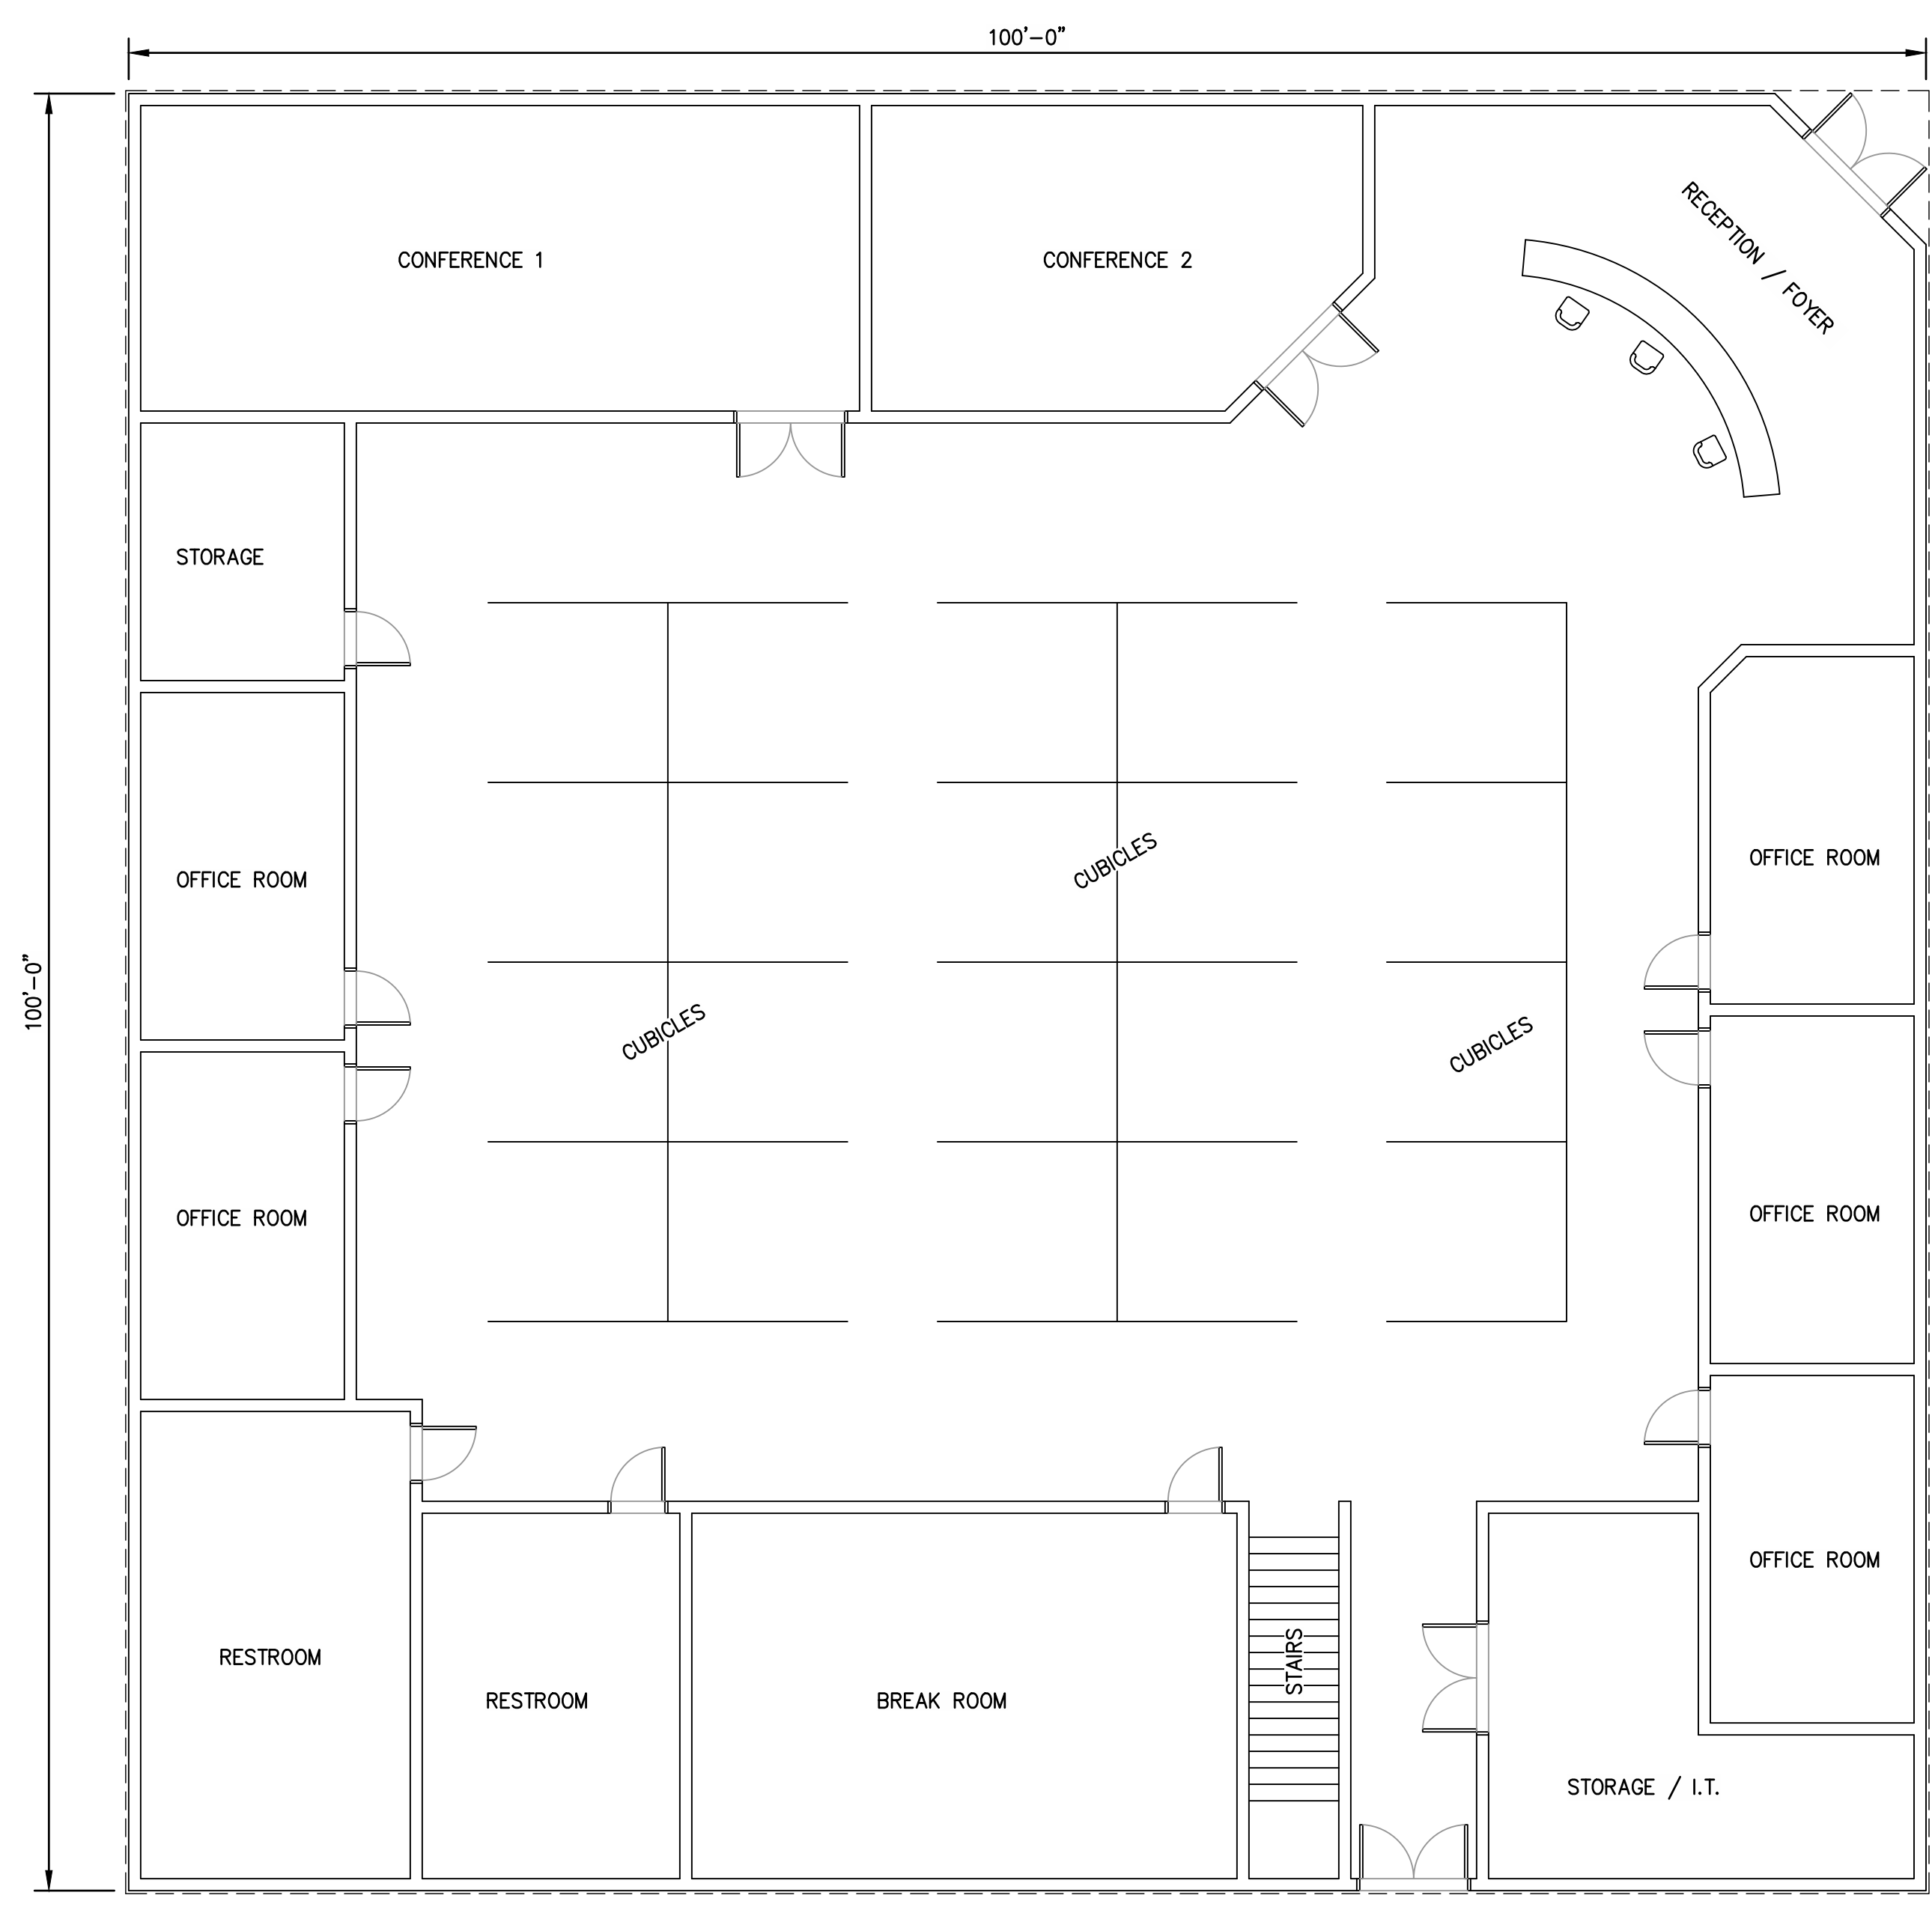 100'-0"
RECEPTION / FOYER
CONFERENCE 1
CONFERENCE 2
STORAGE
CUBICLES
OFFICE ROOM
OFFICE ROOM
100'-0"
CUBICLES
CUBICLES
OFFICE ROOM
OFFICE ROOM
OFFICE ROOM
RESTROOM
STAIRS
RESTROOM
BREAK ROOM
STORAGE / I.T.